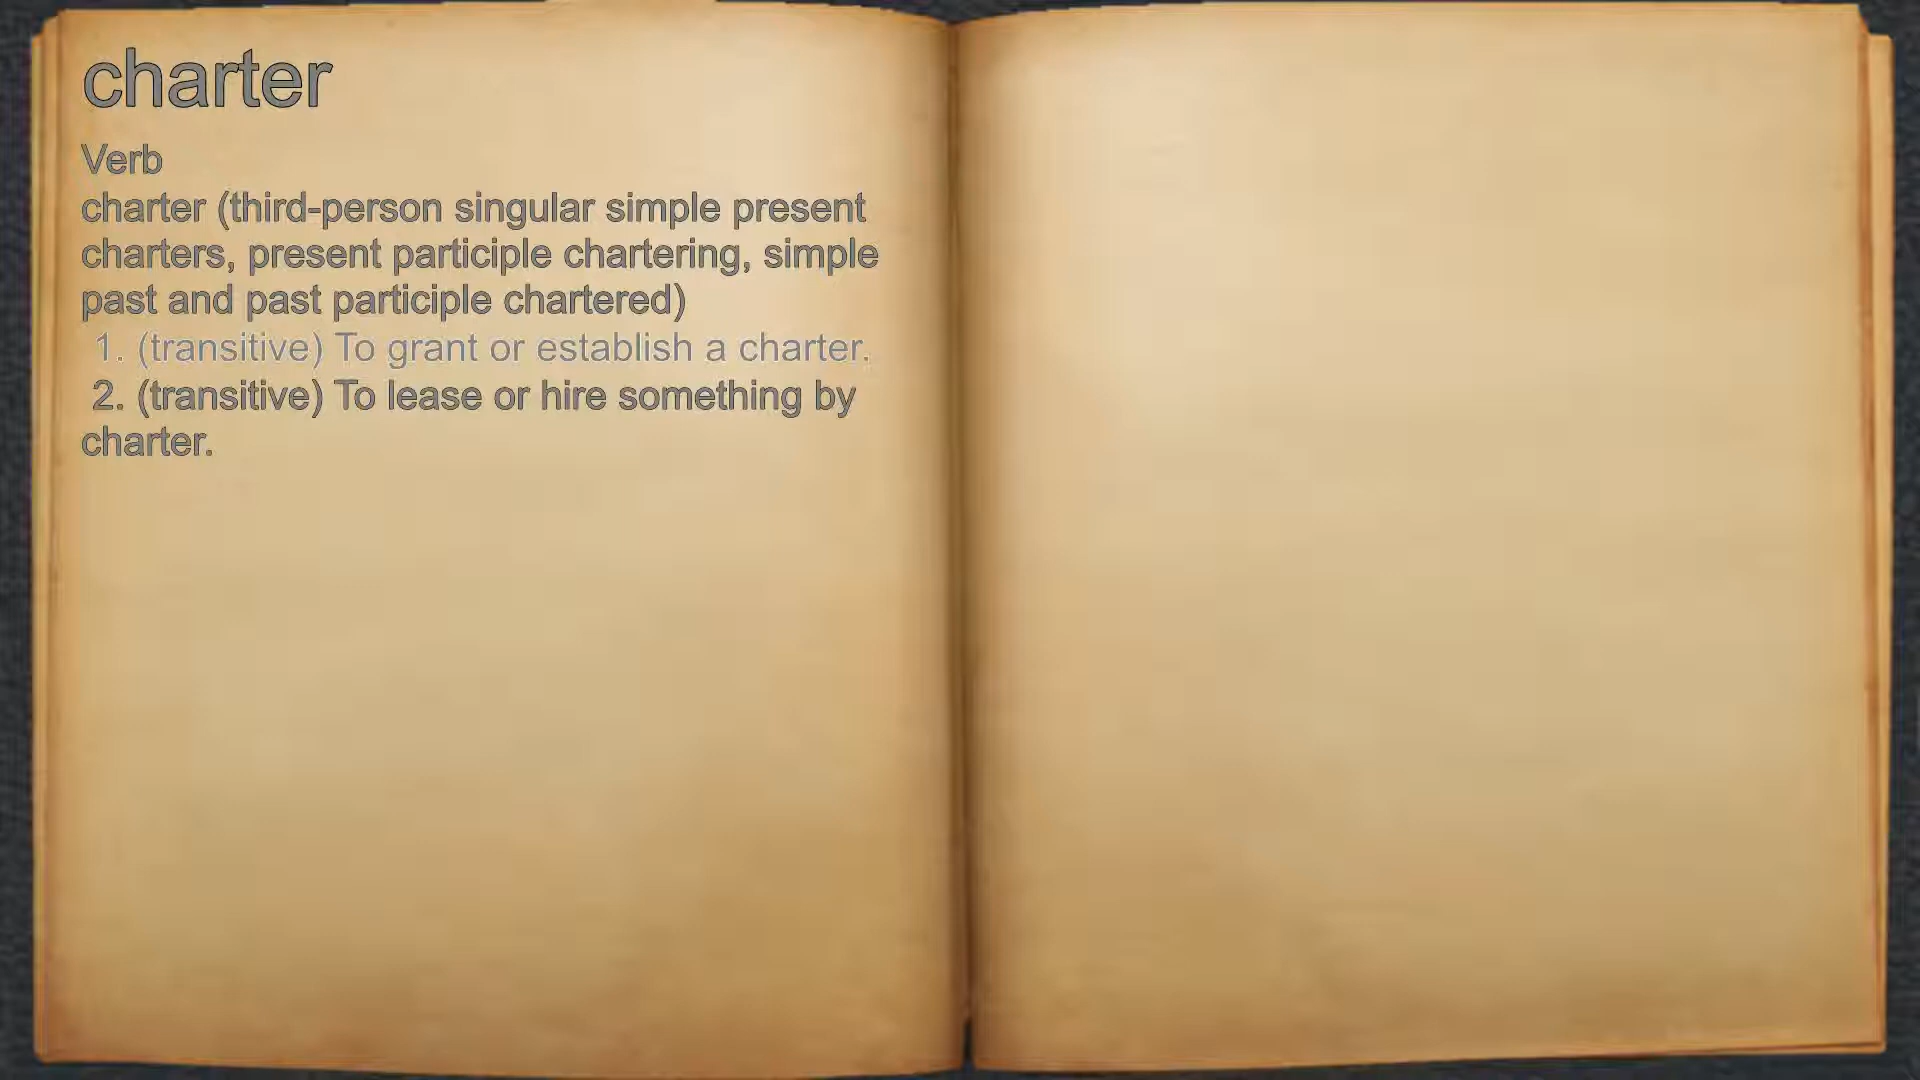 charter
Verb
charter (third-person singular simple present
charters, present participle chartering, simple
past and past participle chartered)
1. (transitive) To grant or establish a charter.
2. (transitive) To lease or hire something by
charter.